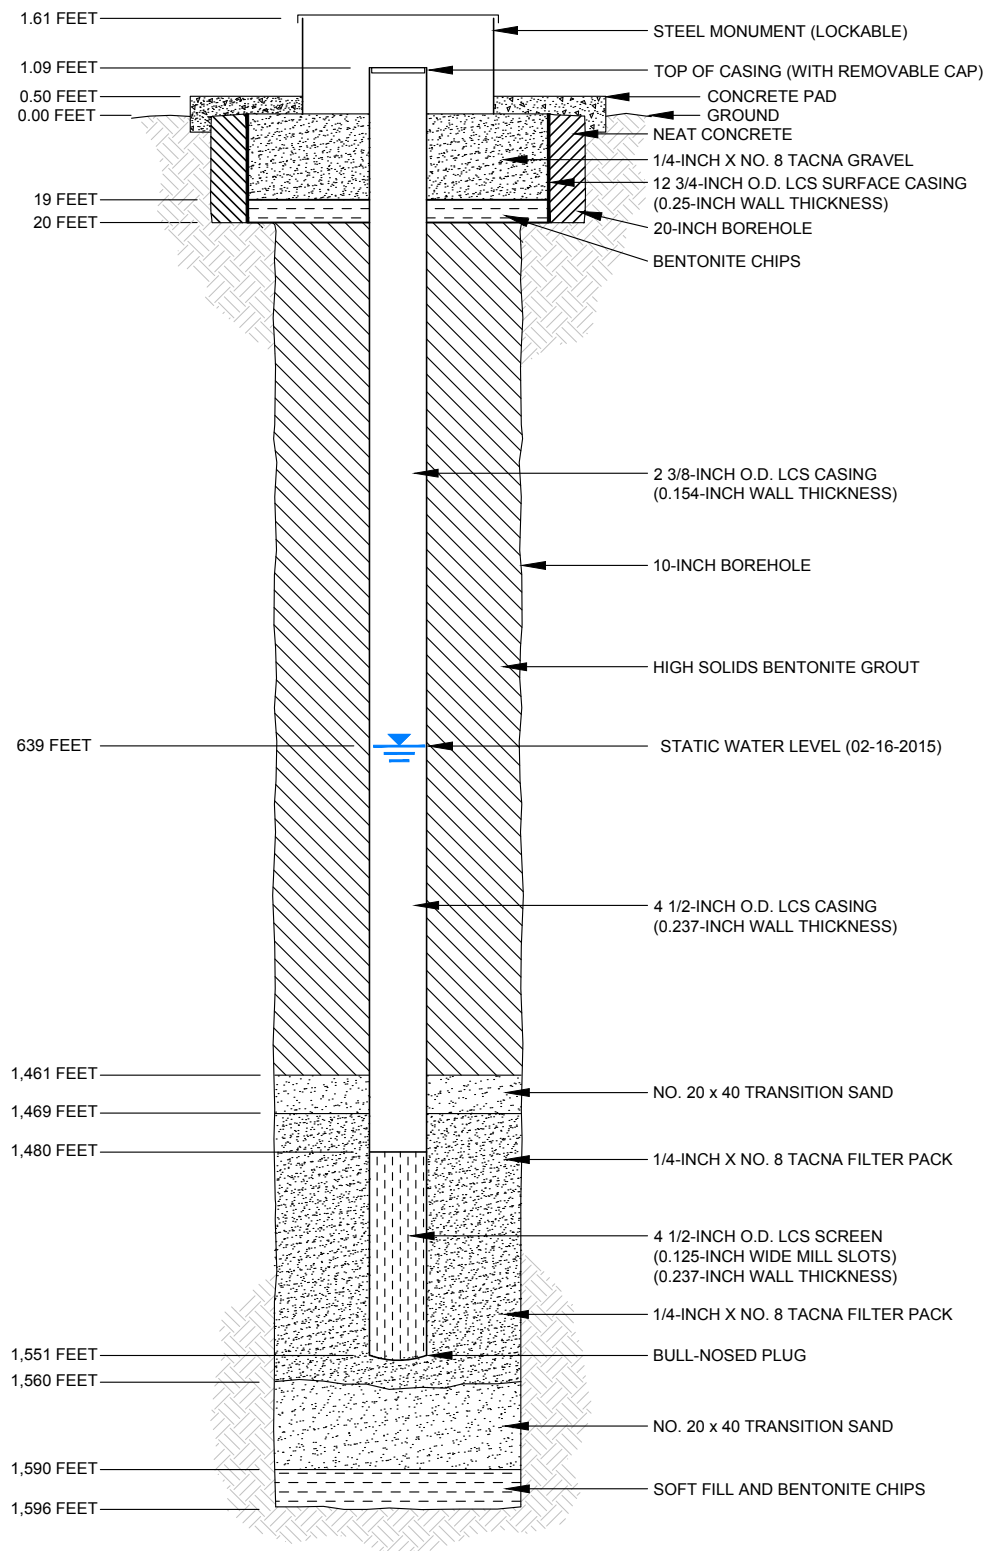 1.61 FEET
STEEL MONUMENT (LOCKABLE)
1.09 FEET
TOP OF CASING (WITH REMOVABLE CAP)
0.50 FEET
CONCRETE PAD
0.00 FEET
GROUND
NEAT CONCRETE
1/4-INCH X NO. 8 TACNA GRAVEL
12 3/4-INCH O.D. LCS SURFACE CASING
(0.25-INCH WALL THICKNESS)
19 FEET
20 FEET
20-INCH BOREHOLE
BENTONITE CHIPS
2 3/8-INCH O.D. LCS CASING
(0.154-INCH WALL THICKNESS)
10-INCH BOREHOLE
HIGH SOLIDS BENTONITE GROUT
639 FEET
STATIC WATER LEVEL (02-16-2015)
4 1/2-INCH O.D. LCS CASING
(0.237-INCH WALL THICKNESS)
1,461 FEET
NO. 20 x 40 TRANSITION SAND
1,469 FEET
1,480 FEET
1/4-INCH X NO. 8 TACNA FILTER PACK
4 1/2-INCH O.D. LCS SCREEN
(0.125-INCH WIDE MILL SLOTS)
(0.237-INCH WALL THICKNESS)
1/4-INCH X NO. 8 TACNA FILTER PACK
1,551 FEET
BULL-NOSED PLUG
1,560 FEET
NO. 20 x 40 TRANSITION SAND
1,590 FEET
SOFT FILL AND BENTONITE CHIPS
1,596 FEET